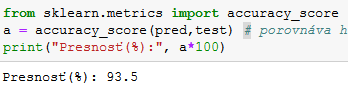 from sklearn.metrics import accuracy_score
a = accuracy_score(pred,test) # porovnáva h
print("Presnosť(%):", a*100)
Presnosť(%): 93.5